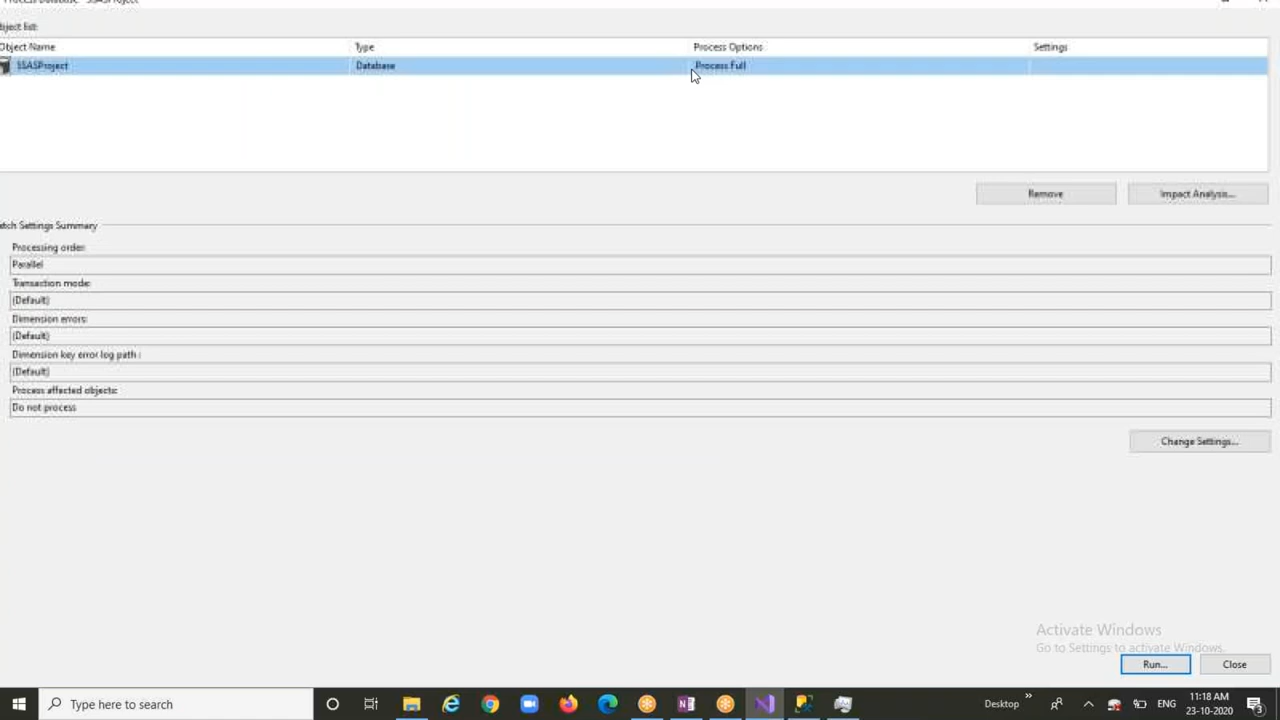 Object Name Type Process Options Settings
SSASProject Database Process Full
Remove Impact Analysis...
Settings Summary
Processing order:
Parallel
Transaction mode:
(Default)
Dimension errors:
(Default)
Dimension key error log path :
(Default)
Process affected objects:
Do not process
Change Settings...
Activate Windows
Go to Settings to activate Windows.
Run... Close
Type here to search
Desktop
ENG
11:18 AM
23-10-2020
3